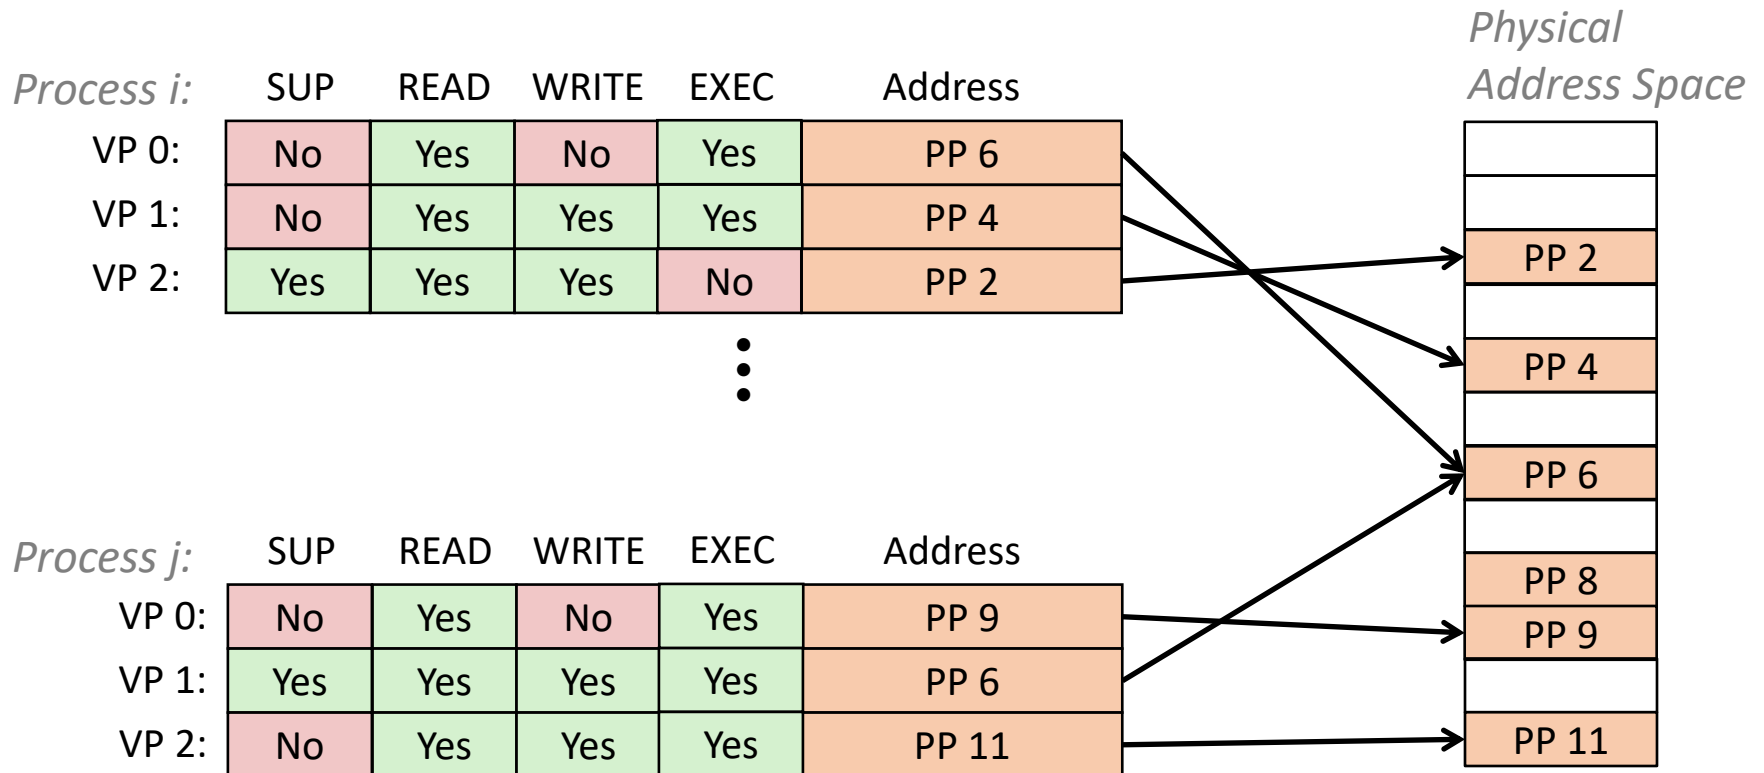 Physical
Address Space
Process i: SUP READ WRITE EXEC Address
VP 0: No Yes No Yes PP 6
VP 1: No Yes Yes Yes PP 4
VP 2: Yes Yes Yes No PP 2
PP 2
PP 4
PP 6
Process j: SUP READ WRITE EXEC Address
VP 0: No Yes No Yes PP 9
VP 1: Yes Yes Yes Yes PP 6
VP 2: No Yes Yes Yes PP 11
PP 8
PP 9
PP 11